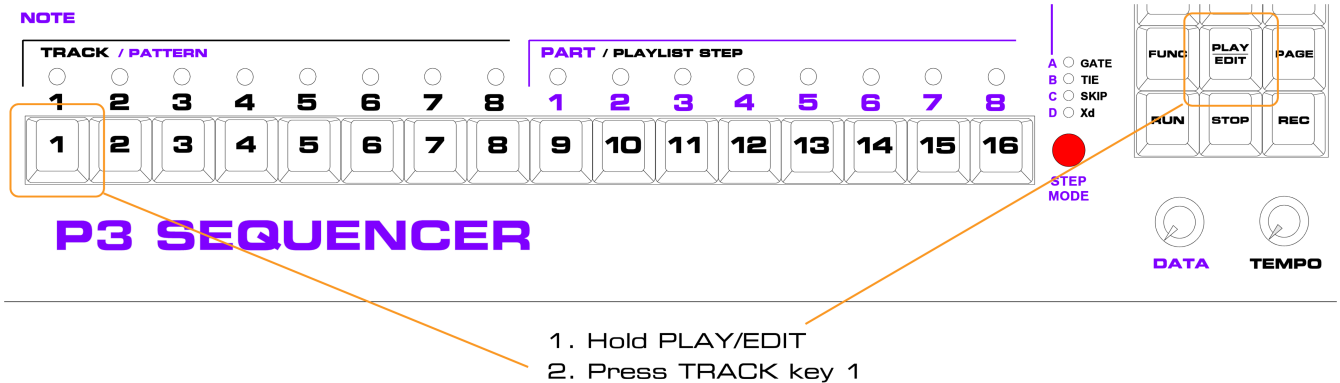 NOTE
TRACK / PATTERN
PART / PLAYLIST STEP
1 2 3 4 5 6 7 8 1 2 3 4 5 6 7 8
1 2 3 4 5 6 7 8 9 10 11 12 13 14 15 16
A GATE
B TIE
C SKIP
D Xd
STEP
MODE
FUNC PLAY EDIT PAGE
RUN STOP REC
DATA TEMPO
P3 SEQUENCER
1. Hold PLAY/EDIT
2. Press TRACK key 1